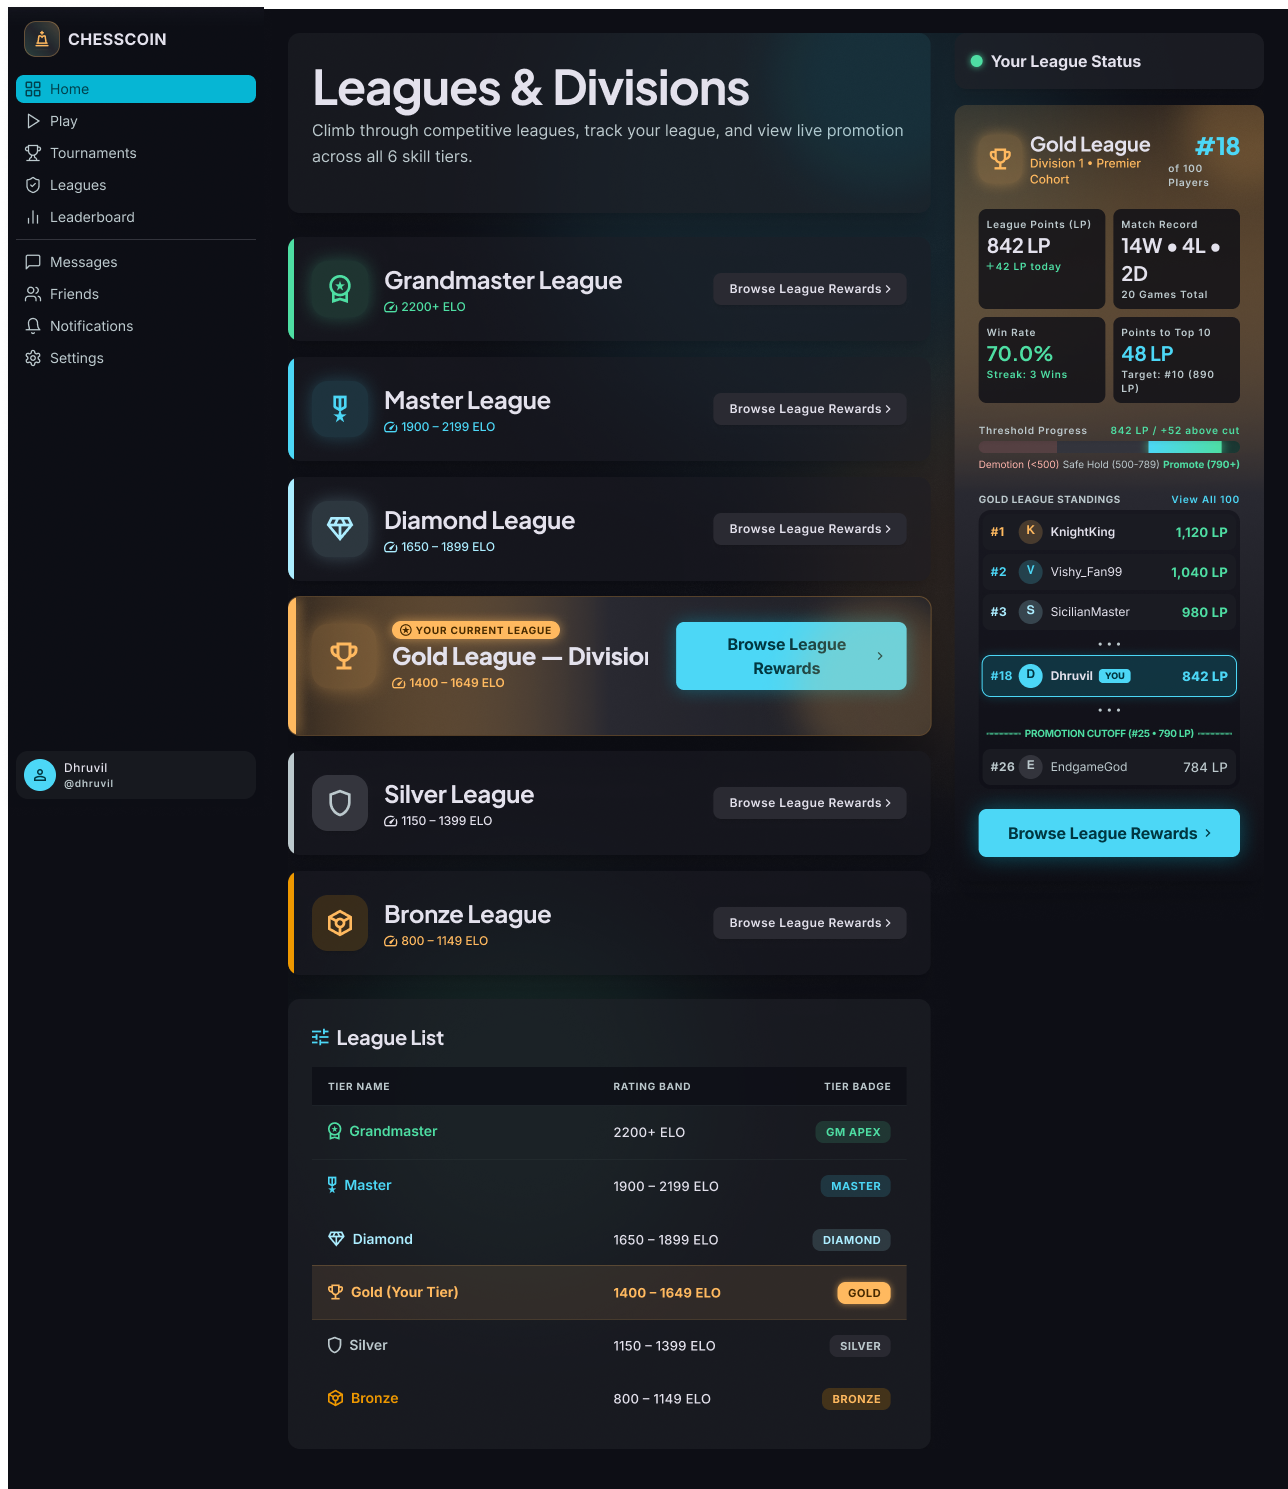 CHESSCOIN
Home
Play
Tournaments
Leagues
Leaderboard
Messages
Friends
Notifications
Settings
Dhruvil
@dhruvil
Leagues & Divisions
Climb through competitive leagues, track your league, and view live promotion
across all 6 skill tiers.
Grandmaster League
2200+ ELO
Browse League Rewards
Master League
1900 – 2199 ELO
Browse League Rewards
Diamond League
1650 – 1899 ELO
Browse League Rewards
YOUR CURRENT LEAGUE
Gold League — Division
1400 – 1649 ELO
Browse League
Rewards
Silver League
1150 – 1399 ELO
Browse League Rewards
Bronze League
800 – 1149 ELO
Browse League Rewards
League List
TIER NAME RATING BAND TIER BADGE
Grandmaster 2200+ ELO GM APEX
Master 1900 – 2199 ELO MASTER
Diamond 1650 – 1899 ELO DIAMOND
Gold (Your Tier) 1400 – 1649 ELO GOLD
Silver 1150 – 1399 ELO SILVER
Bronze 800 – 1149 ELO BRONZE
Your League Status
Gold League
Division 1 • Premier
Cohort
#18
of 100
Players
League Points (LP)
842 LP
+42 LP today
Match Record
14W • 4L •
2D
20 Games Total
Win Rate
70.0%
Streak: 3 Wins
Points to Top 10
48 LP
Target: #10 (890
LP)
Threshold Progress 842 LP / +52 above cut
Demotion (<500) Safe Hold (500-789) Promote (790+)
GOLD LEAGUE STANDINGS View All 100
#1 K KnightKing 1,120 LP
#2 V Vishy_Fan99 1,040 LP
#3 S SicilianMaster 980 LP
• • •
#18 D Dhruvil YOU 842 LP
• • •
PROMOTION CUTOFF (#25 • 790 LP)
#26 E EndgameGod 784 LP
Browse League Rewards